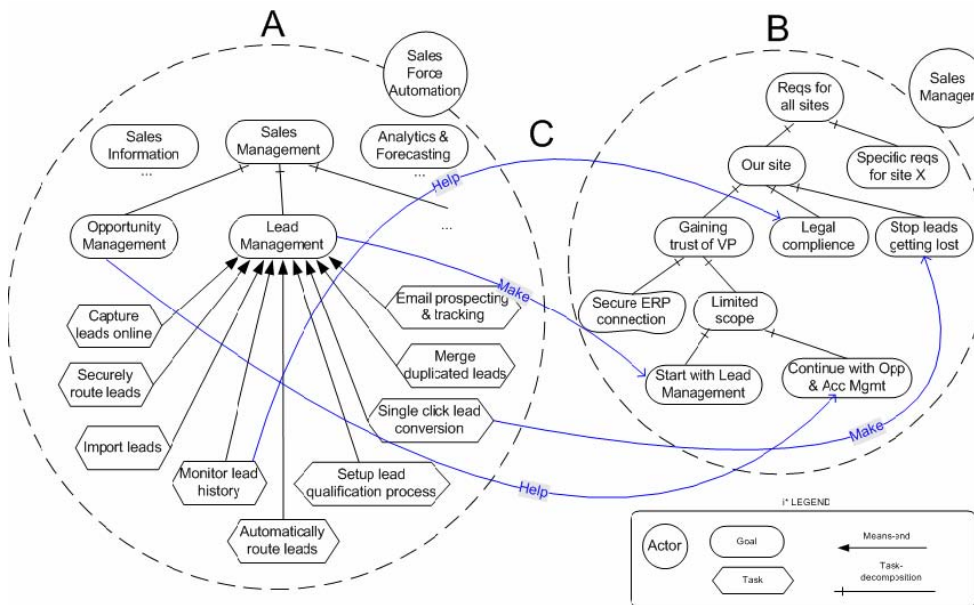 A
B
C
Sales
Force
Automation
Sales
Manager
Sales
Information
...
Sales
Management
Analytics &
Forecasting
...
Opportunity
Management
Lead
Management
...
Capture
leads online
Securely
route leads
Import leads
Monitor lead
history
Automatically
route leads
Setup lead
qualification process
Single click lead
conversion
Merge
duplicated leads
Email prospecting
& tracking
Help
Make
Help
Make
Reqs for
all sites
Our site
Specific reqs
for site X
Gaining
trust of VP
Legal
complience
Stop leads
getting lost
Secure ERP
connection
Limited
scope
Start with Lead
Management
Continue with Opp
& Acc Mgmt
i* LEGEND
Actor
Goal
Task
Means-end
Task-
decomposition